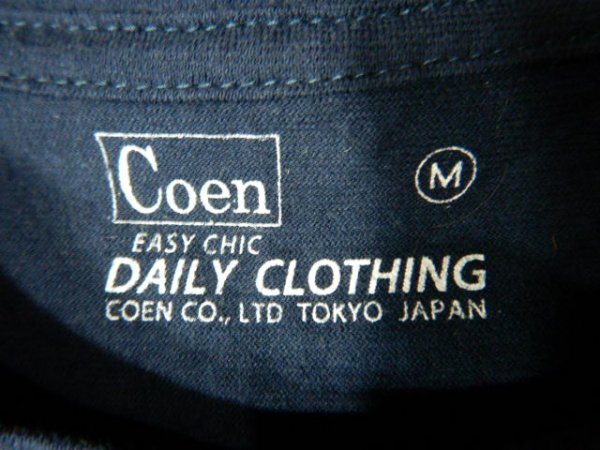 Coen
M
EASY CHIC
DAILY CLOTHING
COEN CO., LTD TOKYO JAPAN